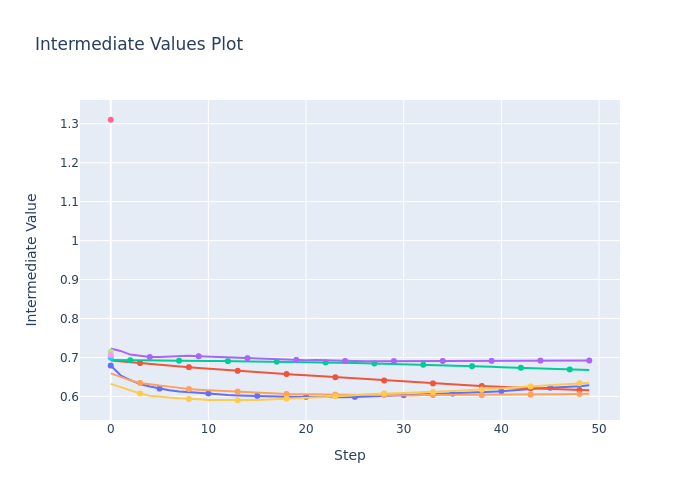 Intermediate Values Plot
1.3
1.2
1.1
1
0.9
0.8
0.7
0.6
Intermediate Value
0 10 20 30 40 50
Step